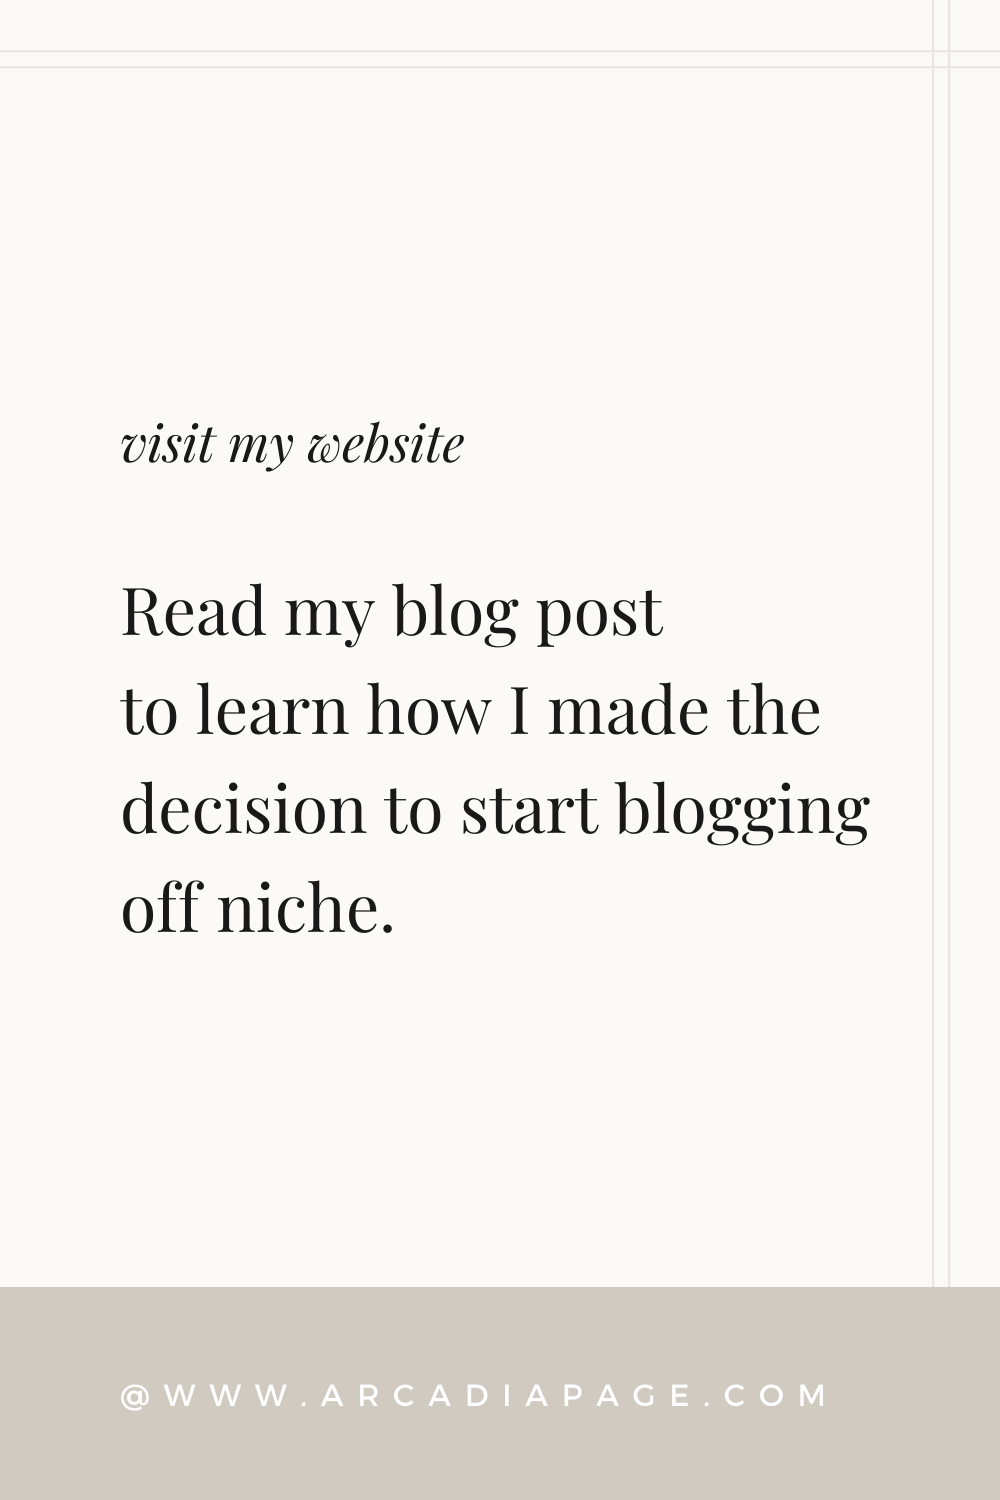 visit my website
Read my blog post
to learn how I made the
decision to start blogging
off niche.
@WWW.ARCADIAPAGE.COM